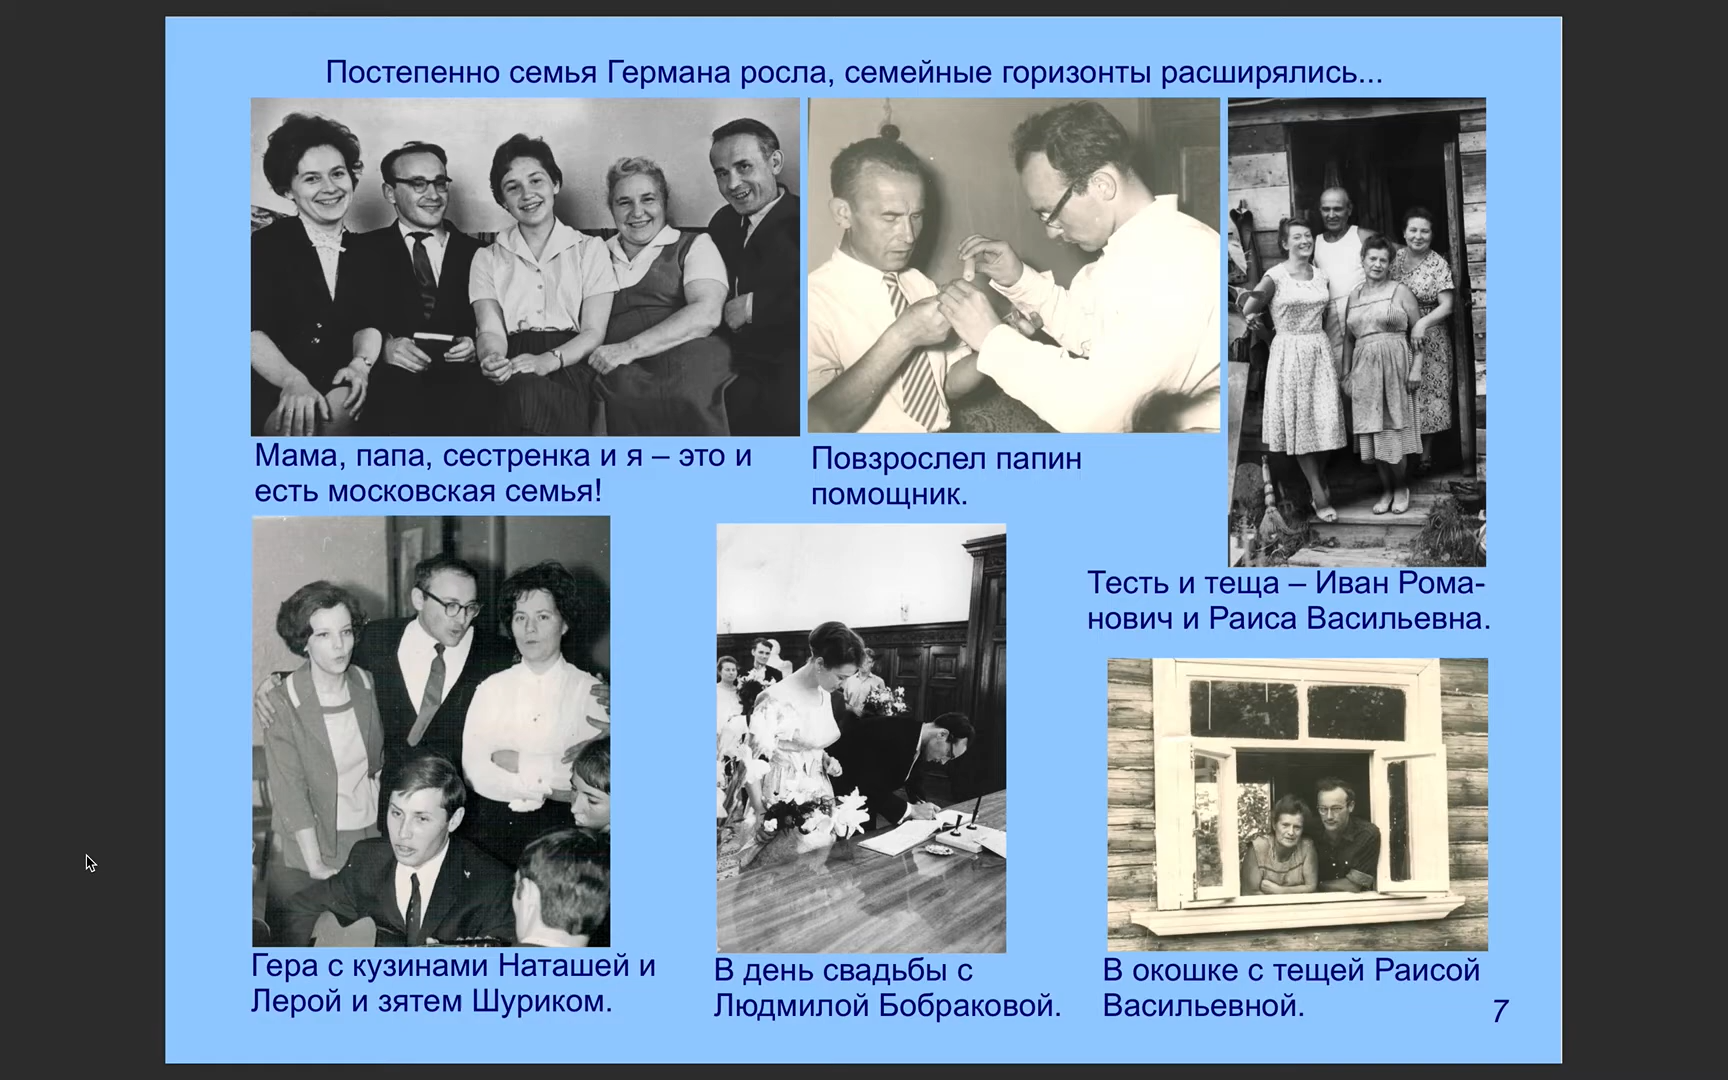 Постепенно семья Германа росла, семейные горизонты расширялись...
Мама, папа, сестренка и я – это и
есть московская семья!
Повзрослел папин
помощник.
Тесть и теща – Иван Рома-
нович и Раиса Васильевна.
Гера с кузинами Наташей и
Лерой и зятем Шуриком.
В день свадьбы с
Людмилой Бобраковой.
В окошке с тещей Раисой
Васильевной.
7